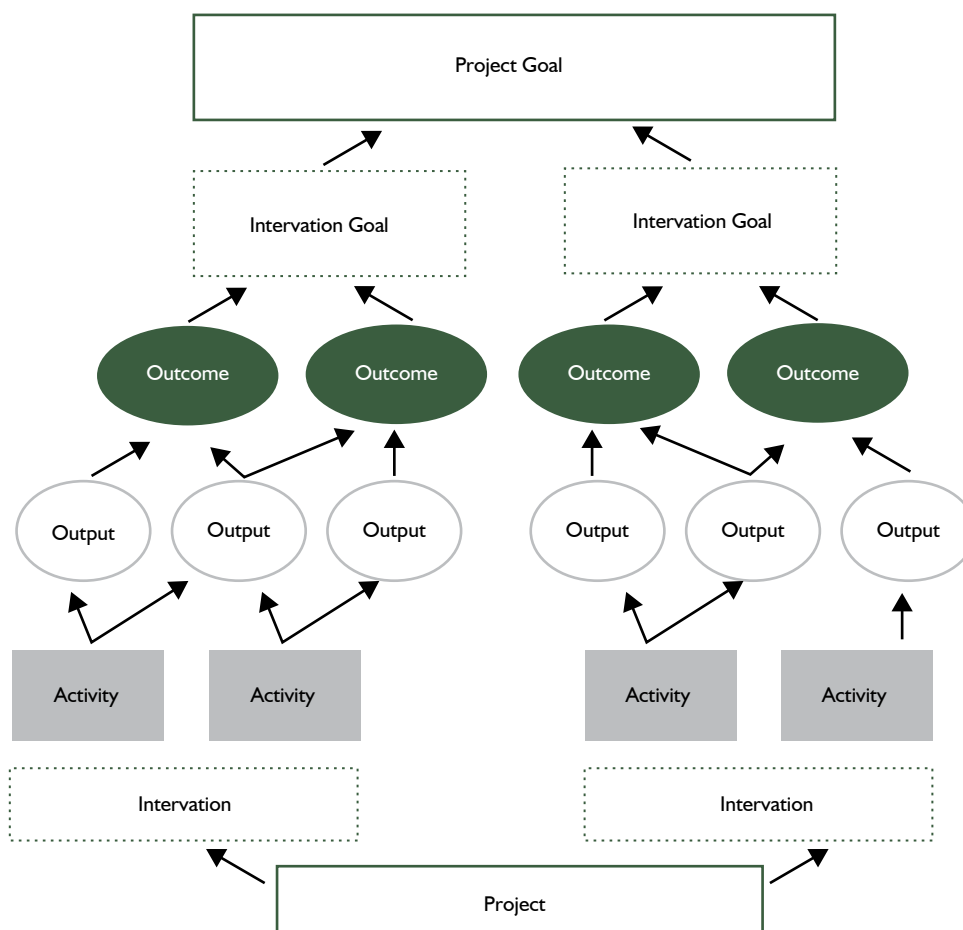 Project Goal
Intervation Goal
Intervation Goal
Outcome
Outcome
Outcome
Outcome
Output
Output
Output
Output
Output
Output
Activity
Activity
Activity
Activity
Intervation
Intervation
Project